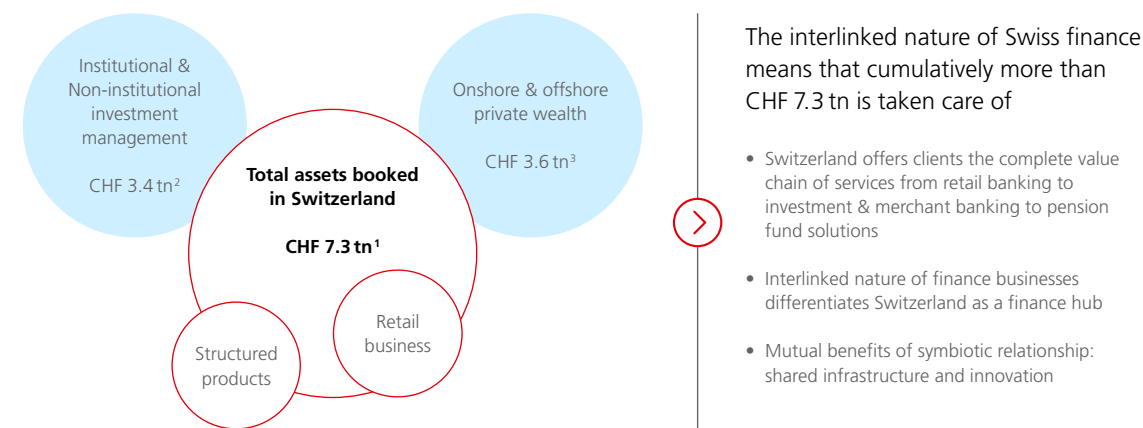 Institutional &
Non-institutional
investment
management
CHF 3.4 tn²
Onshore & offshore
private wealth
CHF 3.6 tn³
Total assets booked
in Switzerland
CHF 7.3 tn¹
Structured
products
Retail
business
The interlinked nature of Swiss finance
means that cumulatively more than
CHF 7.3 tn is taken care of
• Switzerland offers clients the complete value
chain of services from retail banking to
investment & merchant banking to pension
fund solutions
• Interlinked nature of finance businesses
differentiates Switzerland as a finance hub
• Mutual benefits of symbiotic relationship:
shared infrastructure and innovation